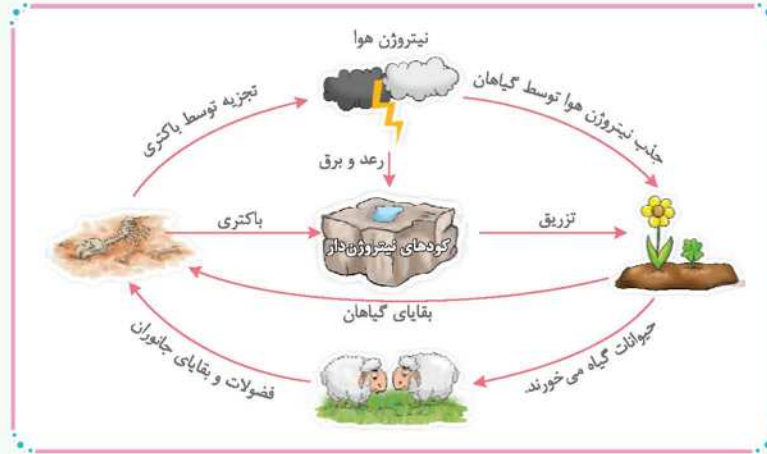 نیتروژن هوا
تجزیه توسط باکتری
جذب نیتروژن هوا توسط گیاهان
رعد و برق
باکتری
کودهای نیتروژن‌دار
تزریق
بقایای گیاهان
فضولات و بقایای جانوران
حیوانات گیاه می‌خورند.